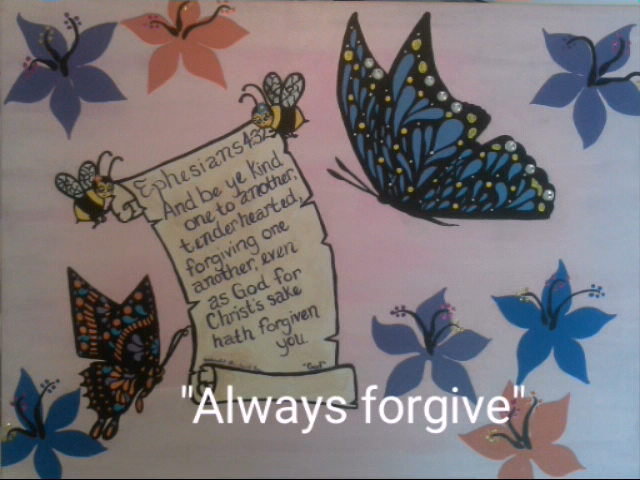 Ephesians 4:32
And be ye kind
one to another,
tenderhearted,
forgiving one
another, even
as God for
Christ's sake
hath forgiven
you.
"Always forgive"